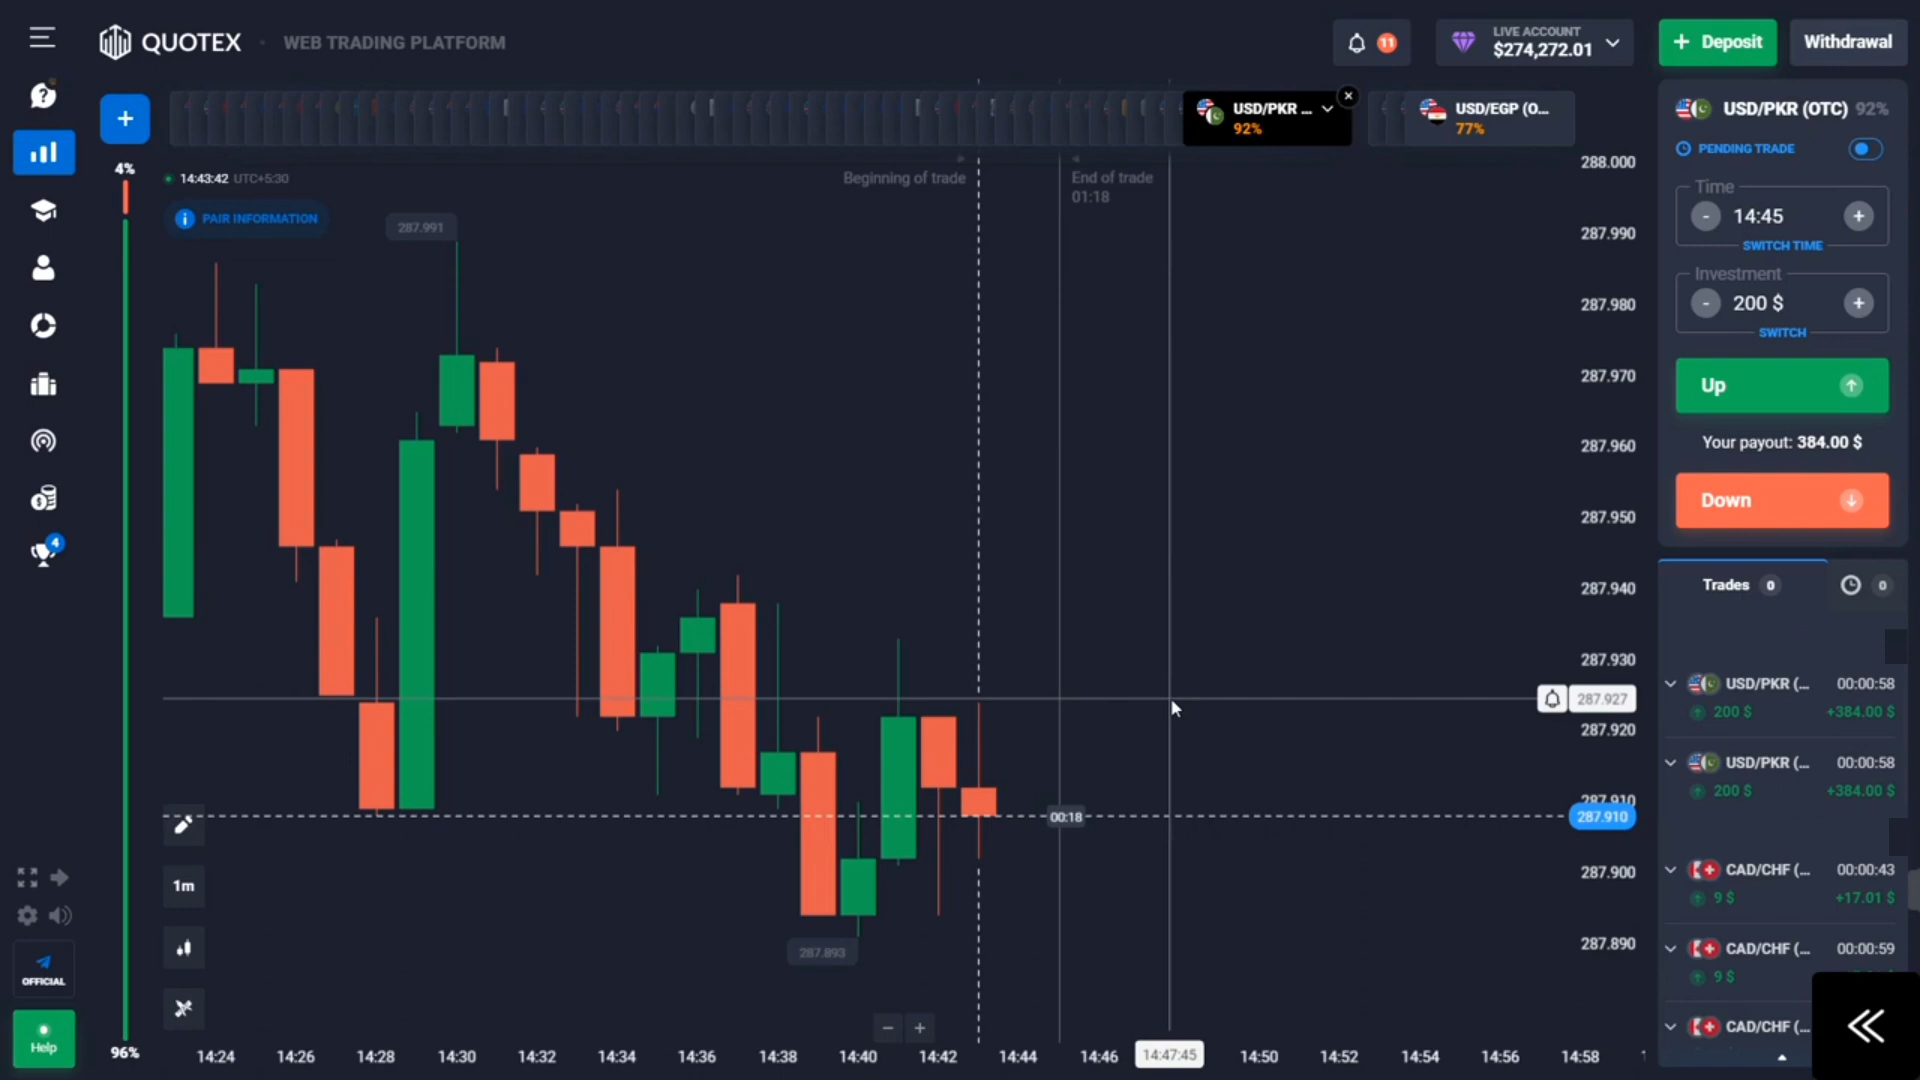 QUOTEX
WEB TRADING PLATFORM
11
LIVE ACCOUNT
$274,272.01
+ Deposit
Withdrawal
+
USD/PKR ...
92%
USD/EGP (O...
77%
USD/PKR (OTC) 92%
PENDING TRADE
Time
- 14:45 +
SWITCH TIME
Investment
- 200 $ +
SWITCH
Up
Your payout: 384.00 $
Down
Trades 0
0
USD/PKR (... 00:00:58
200 $ +384.00 $
USD/PKR (... 00:00:58
200 $ +384.00 $
CAD/CHF (... 00:00:43
9 $ +17.01 $
CAD/CHF (... 00:00:59
9 $
CAD/CHF (...
4%
96%
14:43:42 UTC+5:30
PAIR INFORMATION
Beginning of trade
End of trade
01:18
287.991
287.893
00:18
288.000
287.990
287.980
287.970
287.960
287.950
287.940
287.930
287.927
287.920
287.910
287.910
287.900
287.890
1m
- +
14:24 14:26 14:28 14:30 14:32 14:34 14:36 14:38 14:40 14:42 14:44 14:46 14:47:45 14:50 14:52 14:54 14:56 14:58
4
OFFICIAL
Help